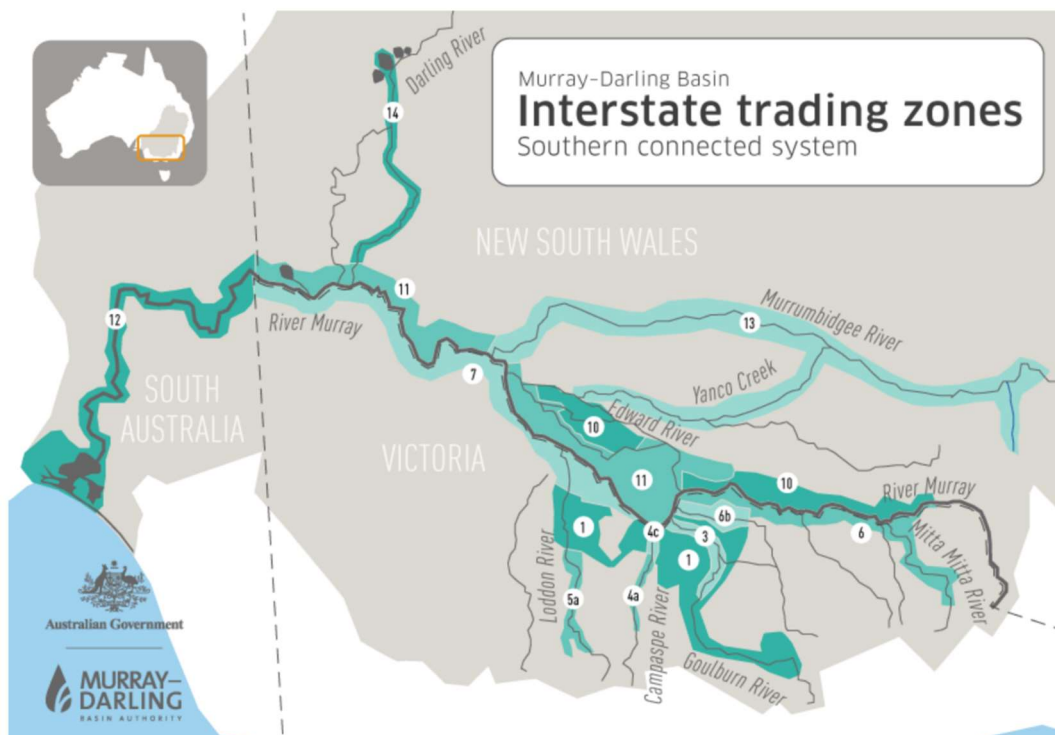 Murray–Darling Basin
Interstate trading zones
Southern connected system
Darling River
14
NEW SOUTH WALES
11
12
River Murray
Murrumbidgee River
13
7
Yanco Creek
SOUTH
AUSTRALIA
VICTORIA
Edward River
10
11
10
River Murray
6b
1
4c
3
6
1
Mitta Mitta River
Loddon River
5a
4a
Campaspe River
Goulburn River
Australian Government
MURRAY–
DARLING
BASIN AUTHORITY